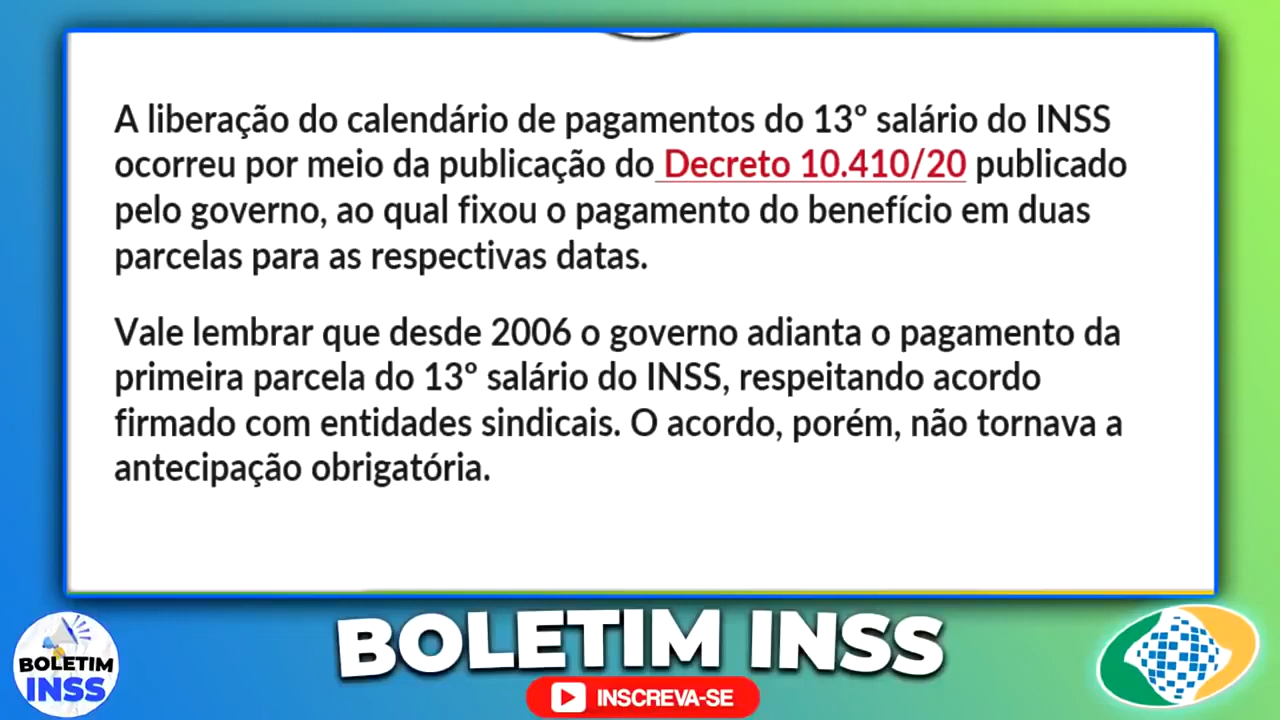 A liberação do calendário de pagamentos do 13º salário do INSS
ocorreu por meio da publicação do Decreto 10.410/20 publicado
pelo governo, ao qual fixou o pagamento do benefício em duas
parcelas para as respectivas datas.
Vale lembrar que desde 2006 o governo adianta o pagamento da
primeira parcela do 13º salário do INSS, respeitando acordo
firmado com entidades sindicais. O acordo, porém, não tornava a
antecipação obrigatória.
BOLETIM INSS
INSCREVA-SE
BOLETIM
INSS